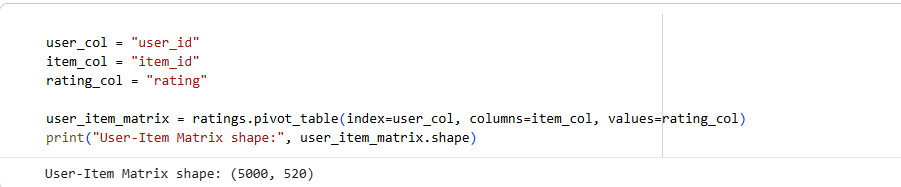 user_col = "user_id"
item_col = "item_id"
rating_col = "rating"
user_item_matrix = ratings.pivot_table(index=user_col, columns=item_col, values=rating_col)
print("User-Item Matrix shape:", user_item_matrix.shape)
User-Item Matrix shape: (5000, 520)